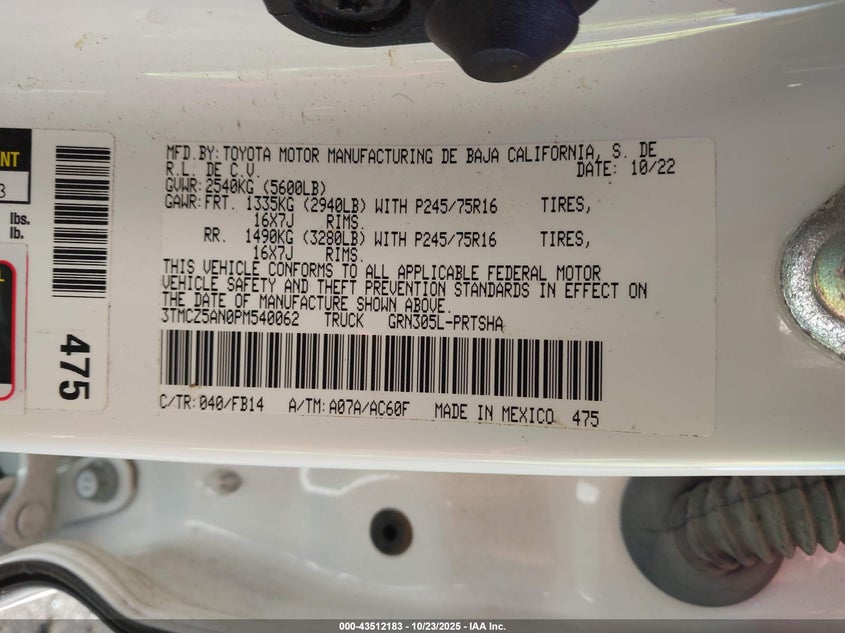 NT
3
lbs.
lb.
L
475
MFD.BY:TOYOTA MOTOR MANUFACTURING DE BAJA CALIFORNIA, S. DE
R.L. DE C.V. DATE: 10/22
GVWR:2540KG (5600LB)
GAWR:FRT. 1335KG (2940LB) WITH P245/75R16 TIRES,
16X7J RIMS.
RR. 1490KG (3280LB) WITH P245/75R16 TIRES,
16X7J RIMS.
THIS VEHICLE CONFORMS TO ALL APPLICABLE FEDERAL MOTOR
VEHICLE SAFETY AND THEFT PREVENTION STANDARDS IN EFFECT ON
THE DATE OF MANUFACTURE SHOWN ABOVE.
3TMCZ5AN0PM540062 TRUCK GRN305L-PRTSHA
C/TR:040/FB14 A/TM:A07A/AC60F MADE IN MEXICO 475
000-43512183 - 10/23/2025 - IAA Inc.